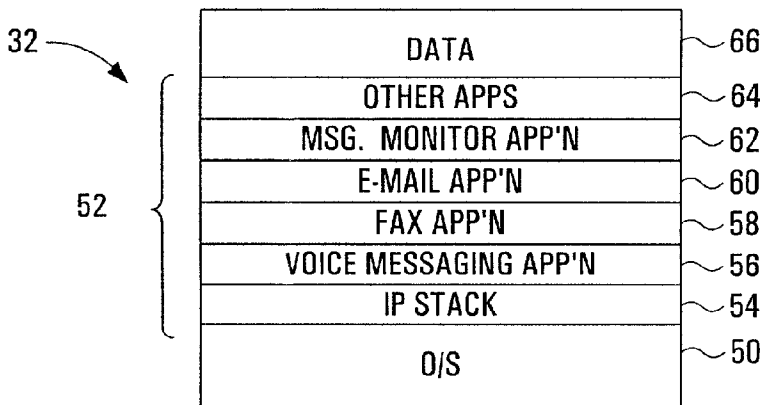 32
DATA 66
OTHER APPS 64
MSG. MONITOR APP'N 62
E-MAIL APP'N 60
52
FAX APP'N 58
VOICE MESSAGING APP'N 56
IP STACK 54
O/S 50